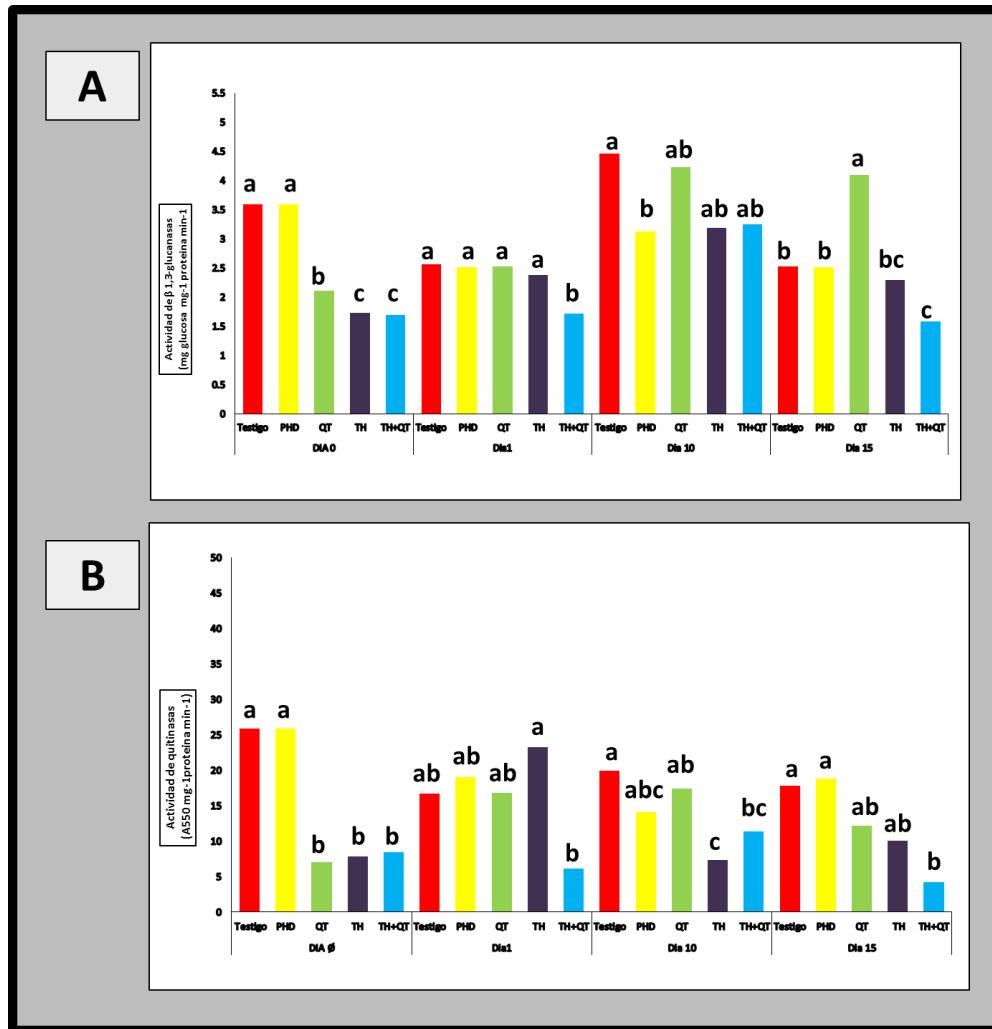 A
5.5
5
4.5
4
3.5
3
2.5
2
1.5
1
0.5
0
Actividad de β 1,3-glucanasas
(mg glucosa mg-1 proteína min-1
a a b c c
a a a a b
a b ab ab ab
b b a bc c
Testigo PHD QT TH TH+QT Testigo PHD QT TH TH+QT Testigo PHD QT TH TH+QT Testigo PHD QT TH TH+QT
DIA 0 Dia1 Dia 10 Dia 15
B
50
45
40
35
30
25
20
15
10
5
0
Actividad de quitinasas
(A550 mg-1proteína min-1)
a a b b b
ab ab ab a b
a abc ab c bc
a a ab ab b
Testigo PHD QT TH TH+QT Testigo PHD QT TH TH+QT Testigo PHD QT TH TH+QT Testigo PHD QT TH TH+QT
DIA Ø Dia1 Dia 10 Dia 15